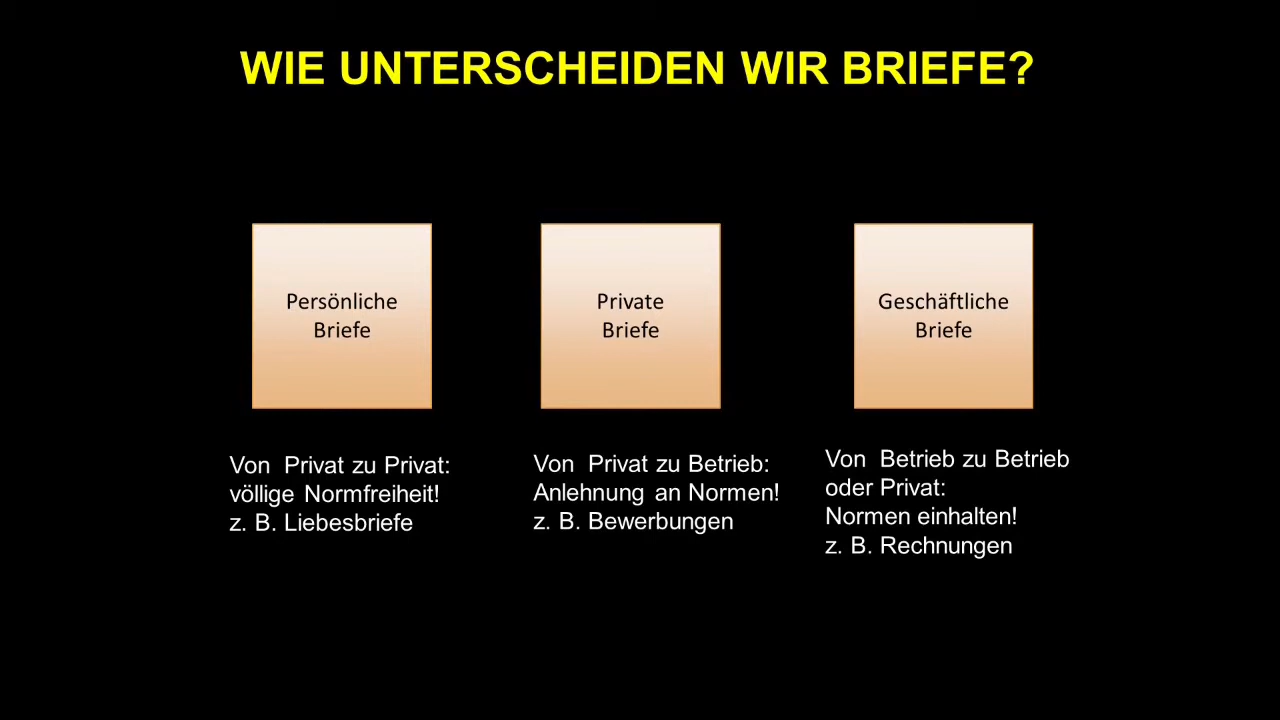 WIE UNTERSCHEIDEN WIR BRIEFE?
Persönliche
Briefe
Von Privat zu Privat:
völlige Normfreiheit!
z. B. Liebesbriefe
Private
Briefe
Von Privat zu Betrieb:
Anlehnung an Normen!
z. B. Bewerbungen
Geschäftliche
Briefe
Von Betrieb zu Betrieb
oder Privat:
Normen einhalten!
z. B. Rechnungen